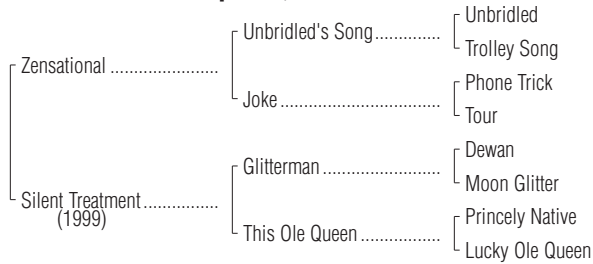 Unbridled
Unbridled's Song..............
Trolley Song
Zensational .......................
Phone Trick
Joke ..................................
Tour
Dewan
Glitterman .........................
Moon Glitter
Silent Treatment ................
(1999)
Princely Native
This Ole Queen .................
Lucky Ole Queen